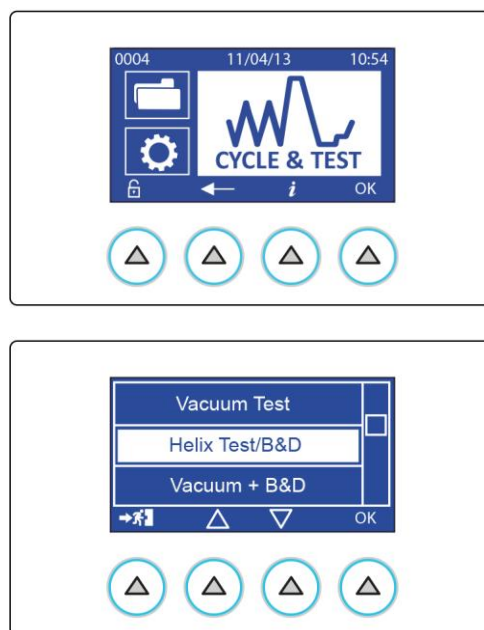 0004 11/04/13 10:54
CYCLE & TEST
i OK
Vacuum Test
Helix Test/B&D
Vacuum + B&D
OK